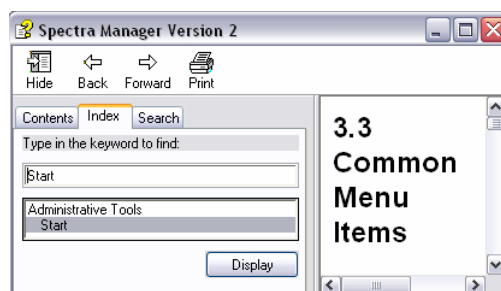 Spectra Manager Version 2
Hide Back Forward Print
Contents Index Search
Type in the keyword to find:
Start
Administrative Tools
Start
Display
3.3
Common
Menu
Items